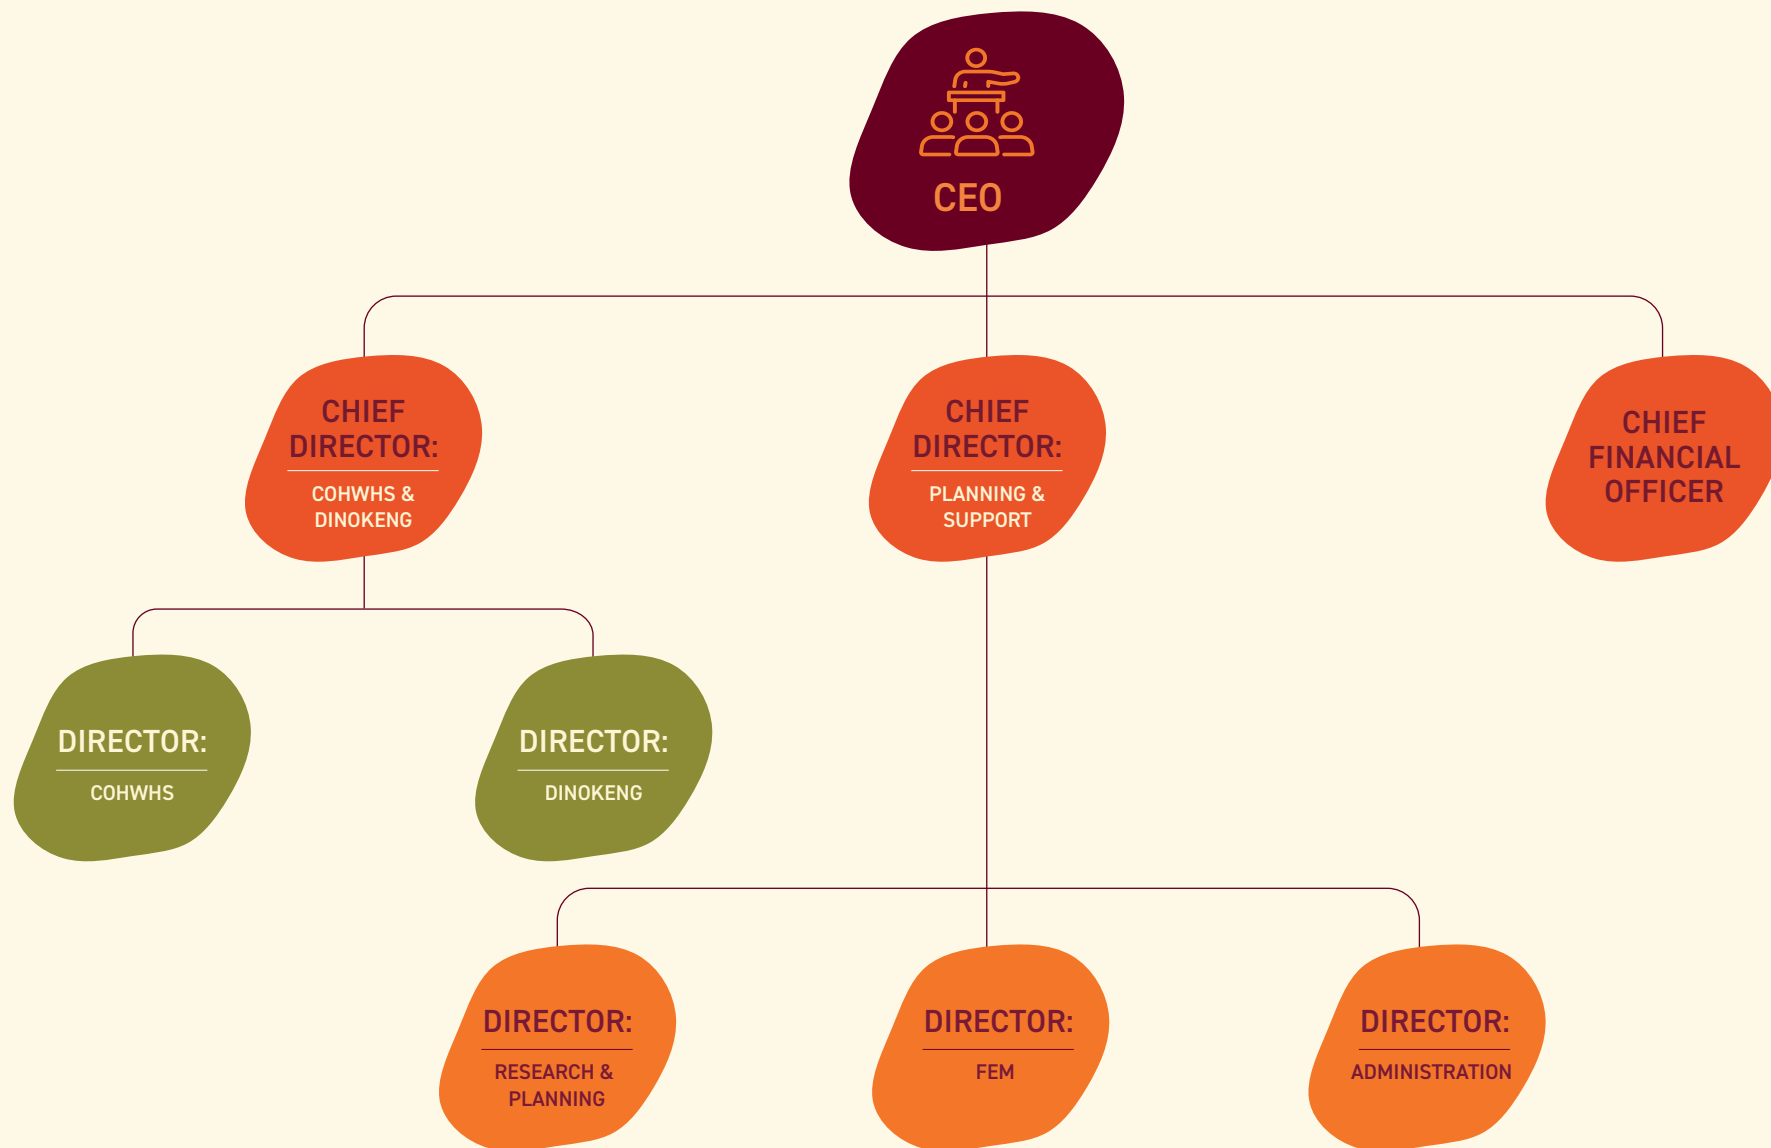 CEO
CHIEF
DIRECTOR:
COHWHS &
DINOKENG
CHIEF
DIRECTOR:
PLANNING &
SUPPORT
CHIEF
FINANCIAL
OFFICER
DIRECTOR:
COHWHS
DIRECTOR:
DINOKENG
DIRECTOR:
RESEARCH &
PLANNING
DIRECTOR:
FEM
DIRECTOR:
ADMINISTRATION